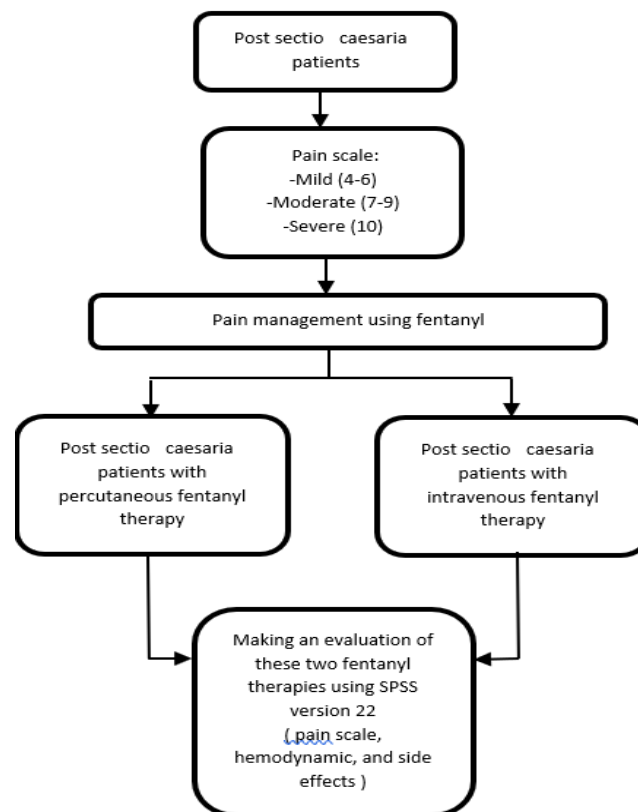 Post sectio caesaria
patients
Pain scale:
-Mild (4-6)
-Moderate (7-9)
-Severe (10)
Pain management using fentanyl
Post sectio caesaria
patients with
percutaneous fentanyl
therapy
Post sectio caesaria
patients with
intravenous fentanyl
therapy
Making an evaluation of
these two fentanyl
therapies using SPSS
version 22
( pain scale,
hemodynamic, and side
effects )